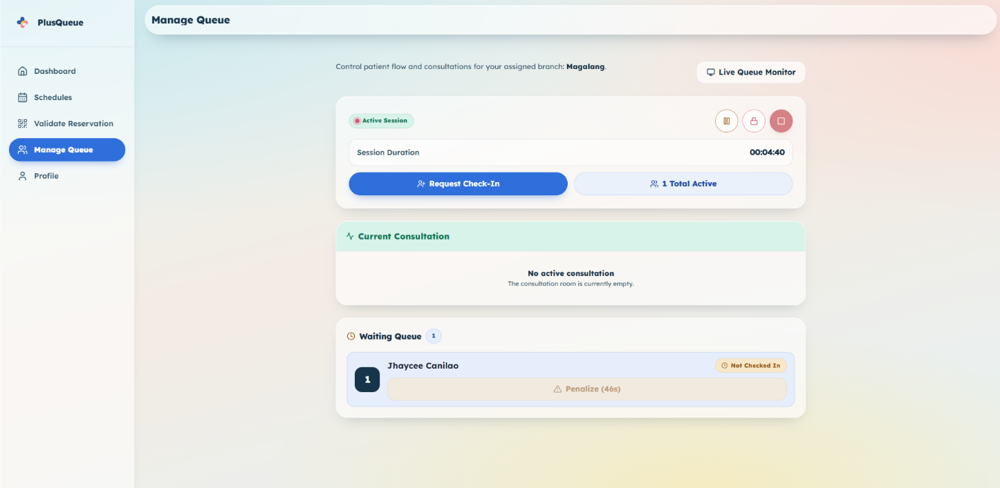 PlusQueue
Dashboard
Schedules
Validate Reservation
Manage Queue
Profile
Manage Queue
Control patient flow and consultations for your assigned branch: Magalang.
Live Queue Monitor
Active Session
Session Duration
00:04:40
Request Check-In
1 Total Active
Current Consultation
No active consultation
The consultation room is currently empty.
Waiting Queue 1
1
Jhaycee Canilao
Not Checked In
Penalize (46s)